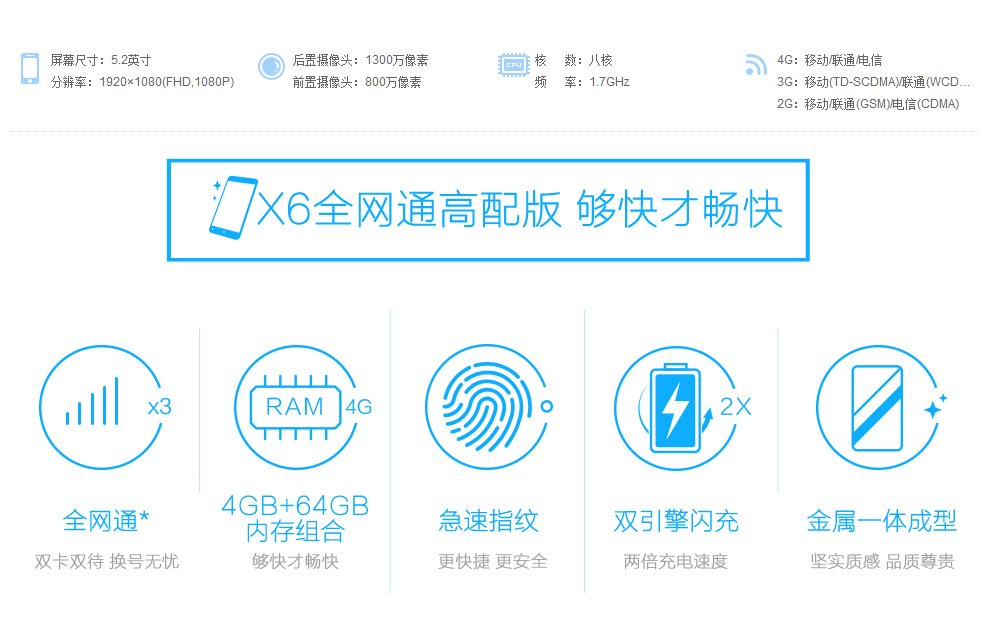 屏幕尺寸：5.2英寸
分辨率：1920×1080(FHD,1080P)
后置摄像头：1300万像素
前置摄像头：800万像素
CPU
核 数：八核
频 率：1.7GHz
4G：移动/联通/电信
3G：移动(TD-SCDMA)/联通(WCD...
2G：移动/联通(GSM)/电信(CDMA)
X6全网通高配版 够快才畅快
x3
全网通*
双卡双待 换号无忧
RAM
4G
4GB+64GB
内存组合
够快才畅快
急速指纹
更快捷 更安全
2X
双引擎闪充
两倍充电速度
金属一体成型
坚实质感 品质尊贵